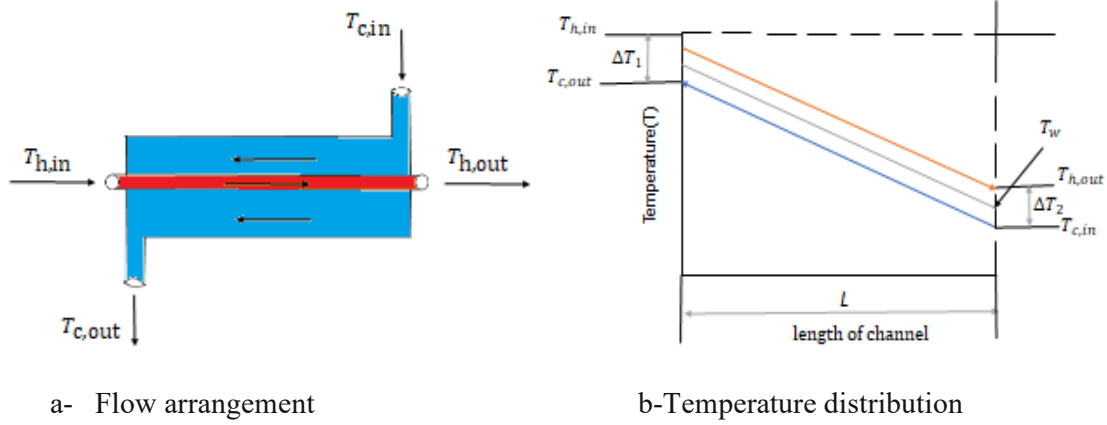 T_c,in
T_h,in
T_h,out
T_c,out
a- Flow arrangement
T_h,in
ΔT_1
T_c,out
Temperature(T)
T_w
T_h,out
ΔT_2
T_c,in
L
length of channel
b-Temperature distribution